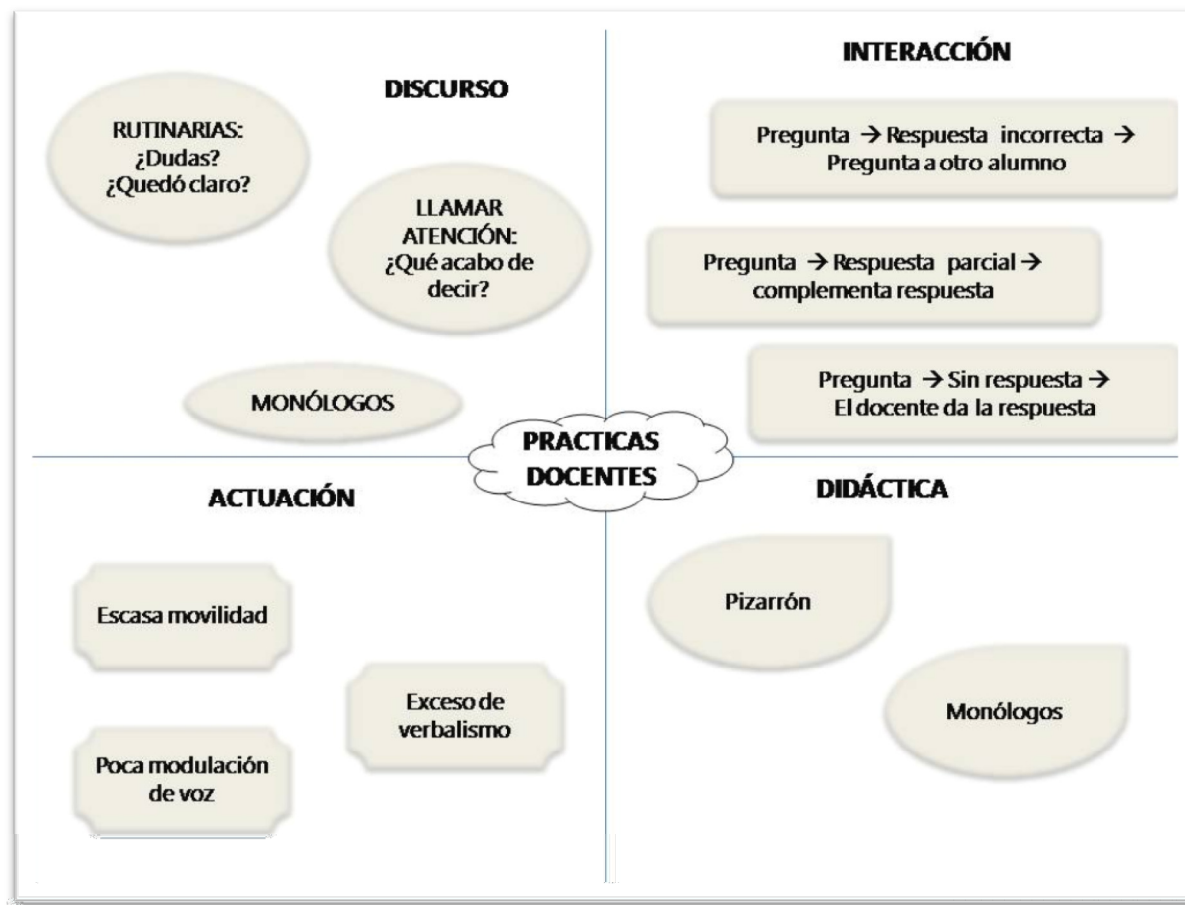 DISCURSO
RUTINARIAS:
¿Dudas?
¿Quedó claro?
LLAMAR
ATENCIÓN:
¿Qué acabo de
decir?
MONÓLOGOS
INTERACCIÓN
Pregunta → Respuesta incorrecta →
Pregunta a otro alumno
Pregunta → Respuesta parcial →
complementa respuesta
Pregunta → Sin respuesta →
El docente da la respuesta
PRACTICAS
DOCENTES
ACTUACIÓN
Escasa movilidad
Exceso de
verbalismo
Poca modulación
de voz
DIDÁCTICA
Pizarrón
Monólogos